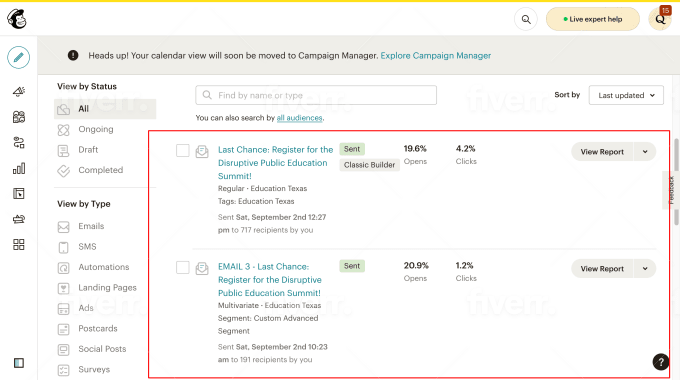 Live expert help
Q
15
Heads up! Your calendar view will soon be moved to Campaign Manager. Explore Campaign Manager
View by Status
All
Ongoing
Draft
Completed
View by Type
Emails
SMS
Automations
Landing Pages
Ads
Postcards
Social Posts
Surveys
Find by name or type
Sort by
Last updated
You can also search by all audiences.
Last Chance: Register for the
Disruptive Public Education
Summit!
Regular · Education Texas
Tags: Education Texas
Sent Sat, September 2nd 12:27
pm to 717 recipients by you
Sent
Classic Builder
19.6%
Opens
4.2%
Clicks
View Report
EMAIL 3 - Last Chance:
Register for the Disruptive
Public Education Summit!
Multivariate · Education Texas
Segment: Custom Advanced
Segment
Sent Sat, September 2nd 10:23
am to 191 recipients by you
Sent
20.9%
Opens
1.2%
Clicks
View Report
Feedback
?
fiverr.